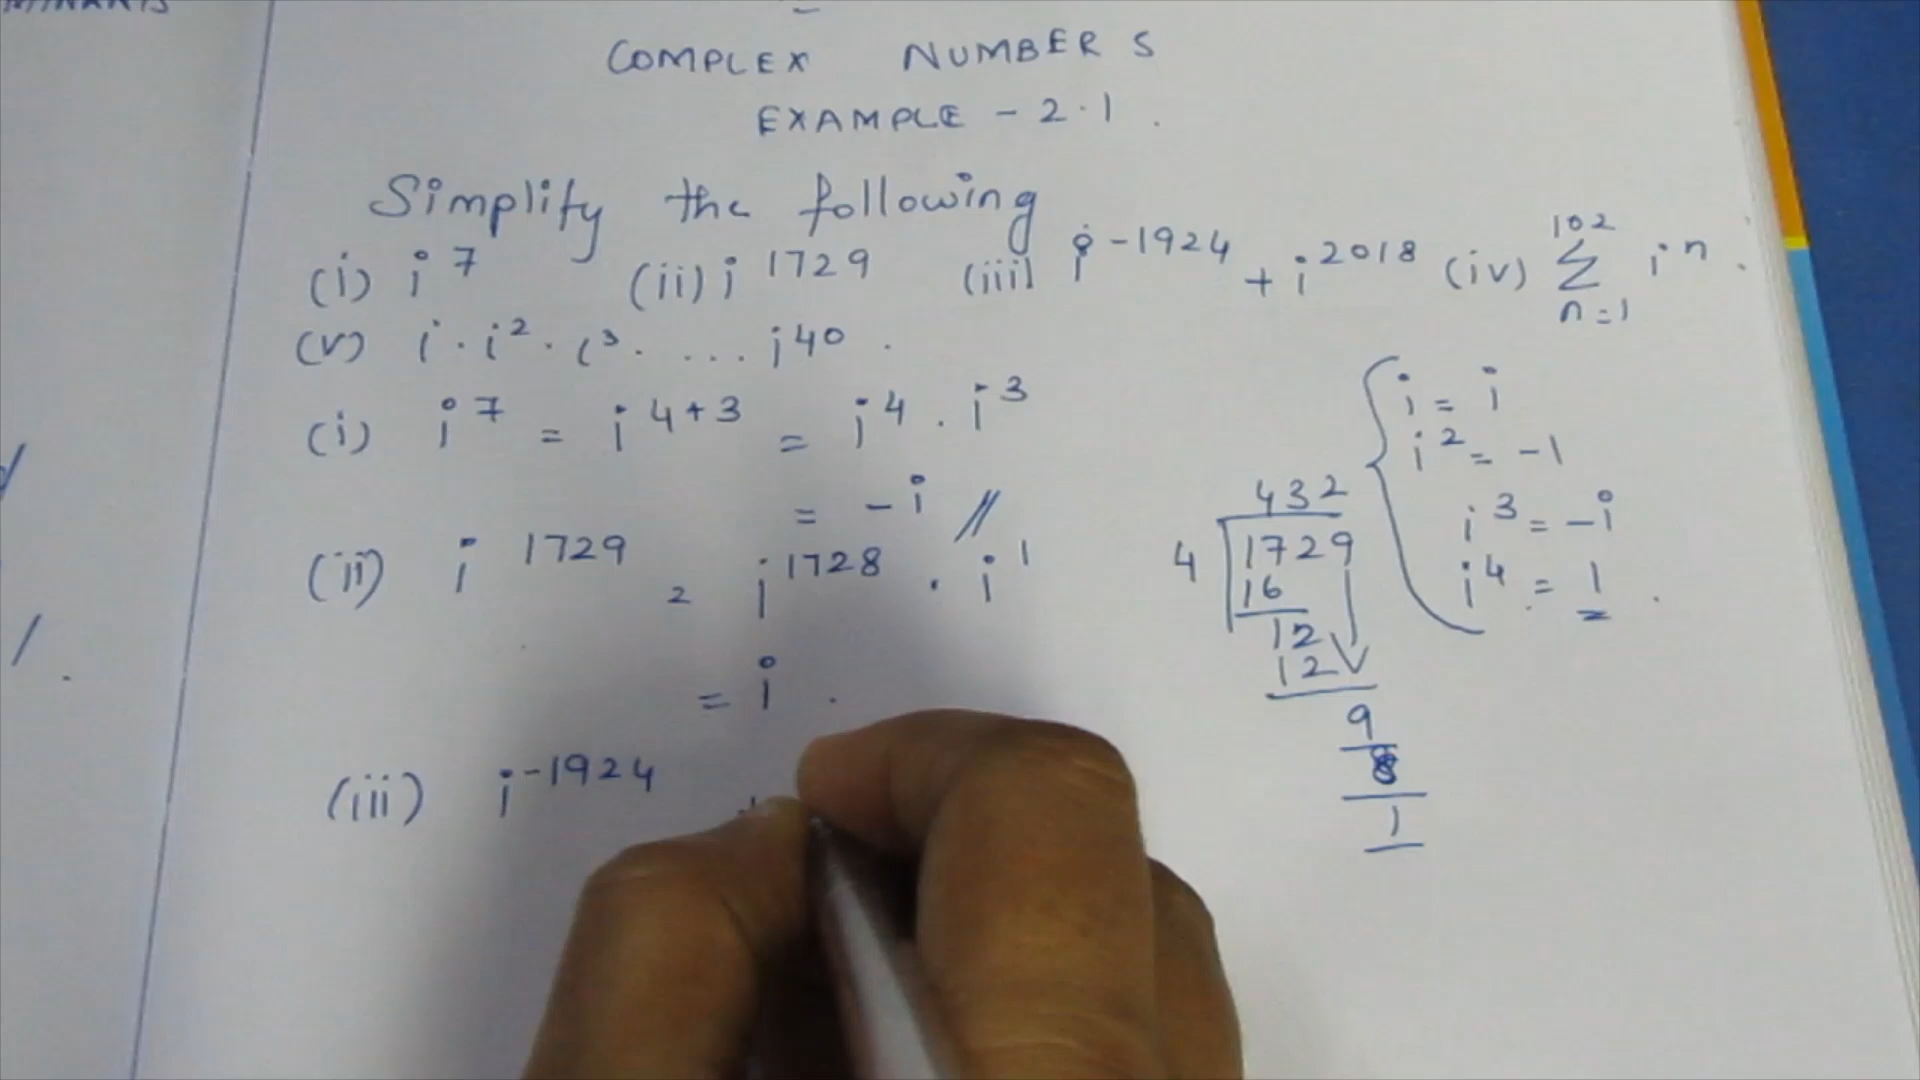 COMPLEX NUMBERS
EXAMPLE - 2.1.
Simplify the following
(i) i^7 (ii) i^1729 (iii) i^-1924 + i^2018 (iv) ∑_{n=1}^{102} i^n.
(v) i . i^2 . i^3 . ... i^40 .
(i) i^7 = i^4+3 = i^4 . i^3
= -i //
(ii) i^1729 = i^1728 . i^1
= i .
(iii) i^-1924
i = i
i^2 = -1
i^3 = -i
i^4 = 1 .
432
4 1729
16
12
12
9
8
1